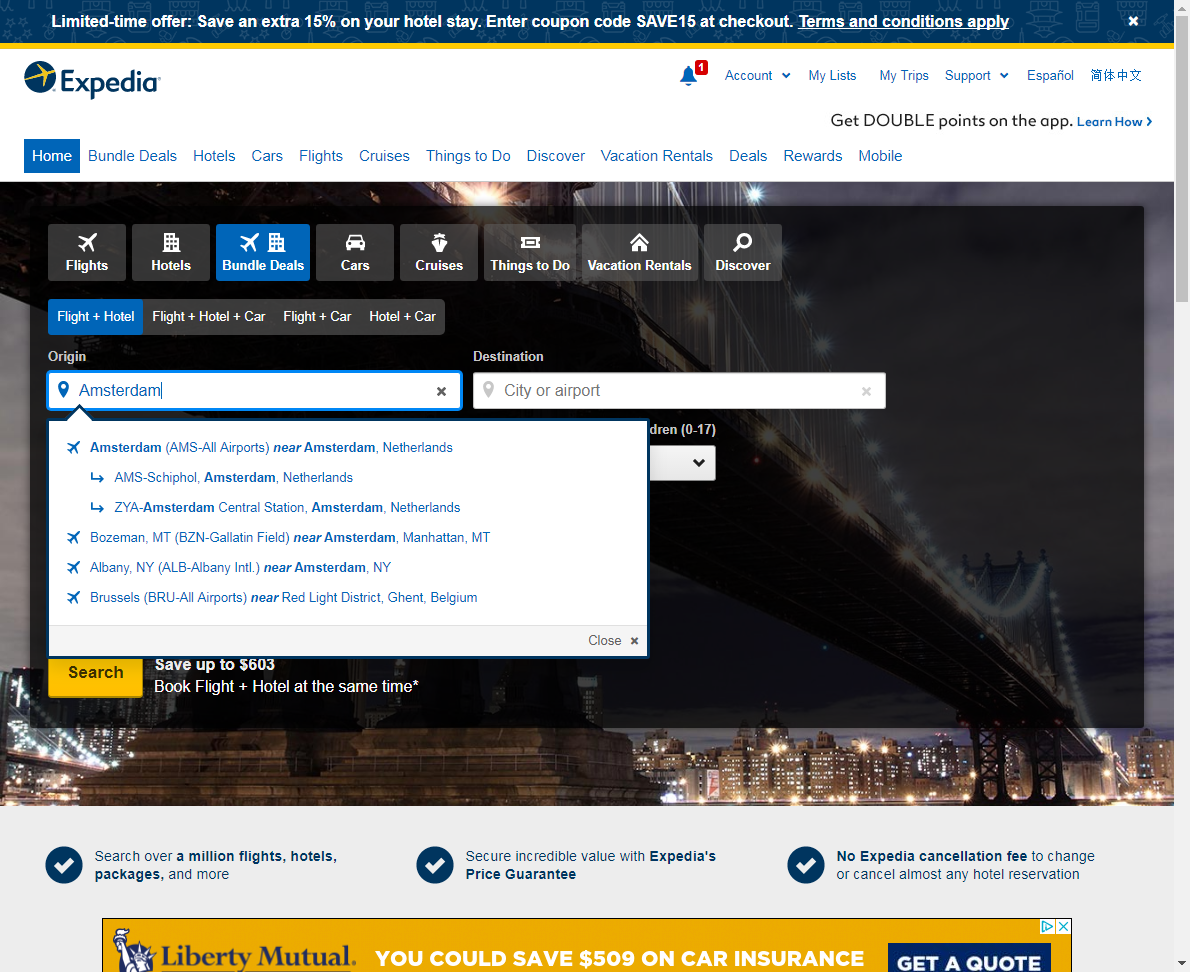 Limited-time offer: Save an extra 15% on your hotel stay. Enter coupon code SAVE15 at checkout. Terms and conditions apply
Expedia
1
Account
My Lists
My Trips
Support
Español
简体中文
Get DOUBLE points on the app. Learn How
Home
Bundle Deals
Hotels
Cars
Flights
Cruises
Things to Do
Discover
Vacation Rentals
Deals
Rewards
Mobile
Flights
Hotels
Bundle Deals
Cars
Cruises
Things to Do
Vacation Rentals
Discover
Flight + Hotel
Flight + Hotel + Car
Flight + Car
Hotel + Car
Origin
Destination
Amsterdam
City or airport
dren (0-17)
Amsterdam (AMS-All Airports) near Amsterdam, Netherlands
AMS-Schiphol, Amsterdam, Netherlands
ZYA-Amsterdam Central Station, Amsterdam, Netherlands
Bozeman, MT (BZN-Gallatin Field) near Amsterdam, Manhattan, MT
Albany, NY (ALB-Albany Intl.) near Amsterdam, NY
Brussels (BRU-All Airports) near Red Light District, Ghent, Belgium
Close
Search
Save up to $603
Book Flight + Hotel at the same time*
Search over a million flights, hotels,
packages, and more
Secure incredible value with Expedia's
Price Guarantee
No Expedia cancellation fee to change
or cancel almost any hotel reservation
Liberty Mutual.
YOU COULD SAVE $509 ON CAR INSURANCE
GET A QUOTE